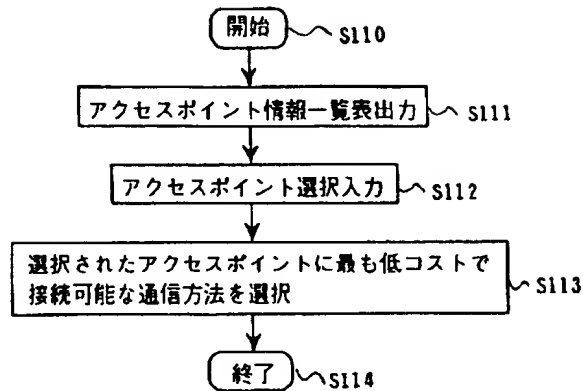 開始
S110
アクセスポイント情報一覧表出力
S111
アクセスポイント選択入力
S112
選択されたアクセスポイントに最も低コストで
接続可能な通信方法を選択
S113
終了
S114